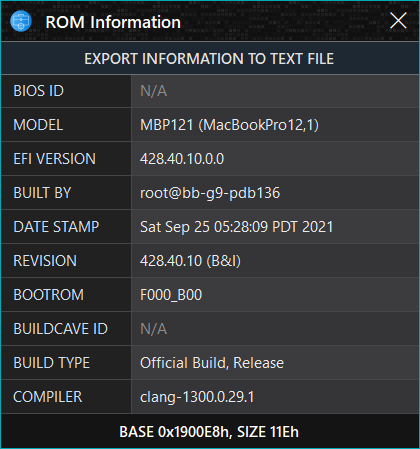 ROM Information
EXPORT INFORMATION TO TEXT FILE
BIOS ID N/A
MODEL MBP121 (MacBookPro12,1)
EFI VERSION 428.40.10.0.0
BUILT BY root@bb-g9-pdb136
DATE STAMP Sat Sep 25 05:28:09 PDT 2021
REVISION 428.40.10 (B&I)
BOOTROM F000_B00
BUILDCAVE ID N/A
BUILD TYPE Official Build, Release
COMPILER clang-1300.0.29.1
BASE 0x1900E8h, SIZE 11Eh